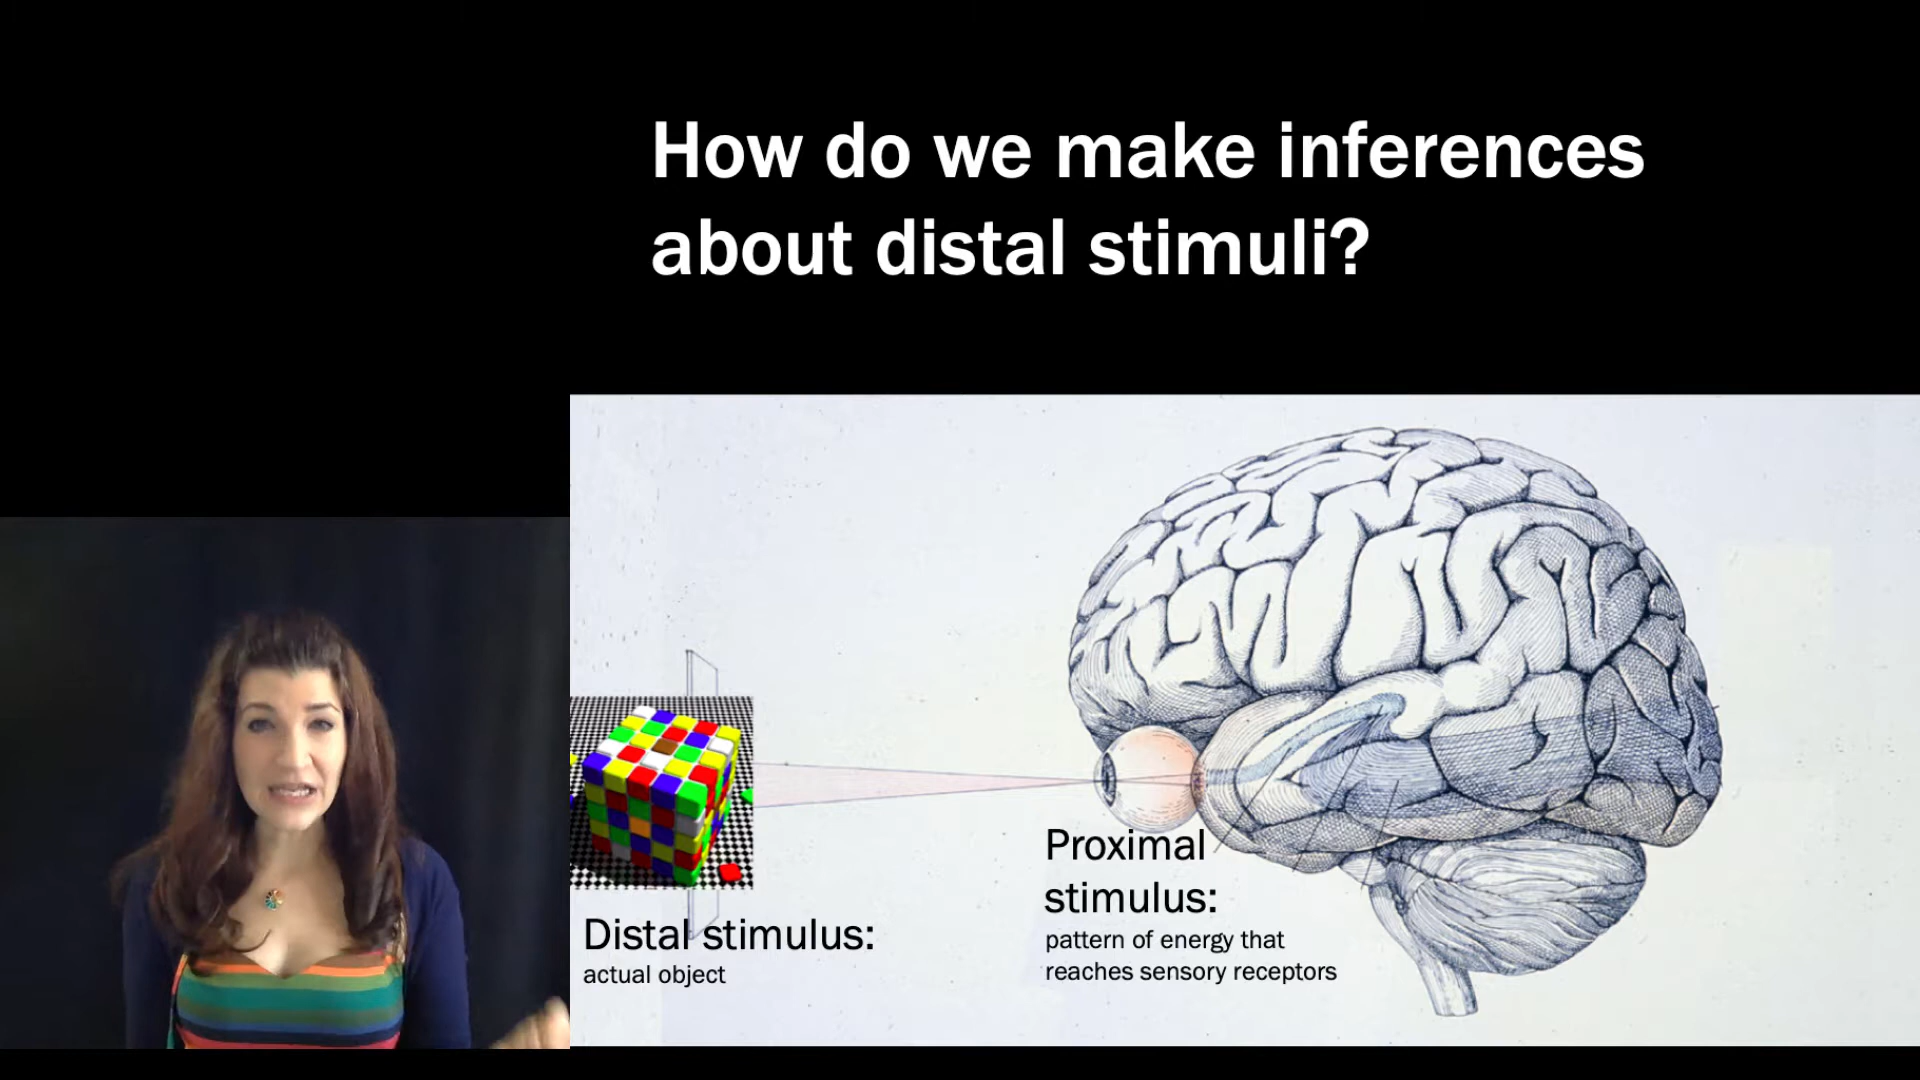 How do we make inferences
about distal stimuli?
Proximal
stimulus:
pattern of energy that
reaches sensory receptors
Distal stimulus:
actual object